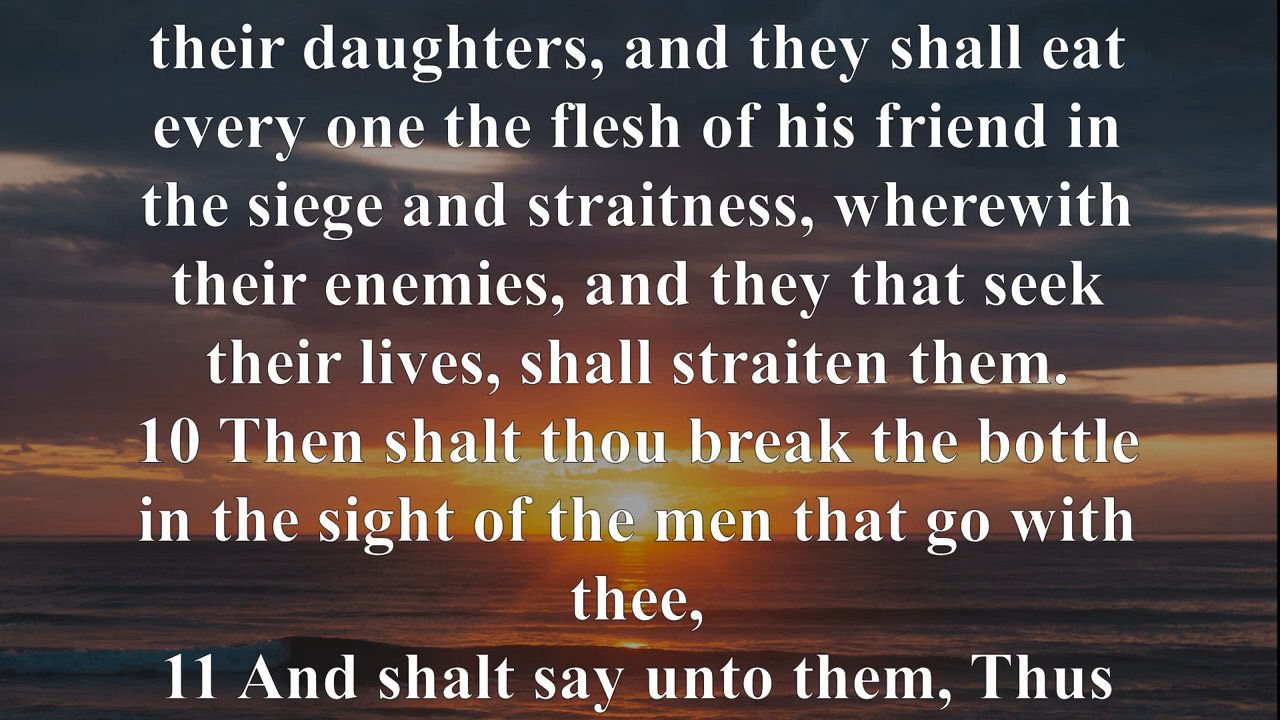 their daughters, and they shall eat
every one the flesh of his friend in
the siege and straitness, wherewith
their enemies, and they that seek
their lives, shall straiten them.
10 Then shalt thou break the bottle
in the sight of the men that go with
thee,
11 And shalt say unto them, Thus